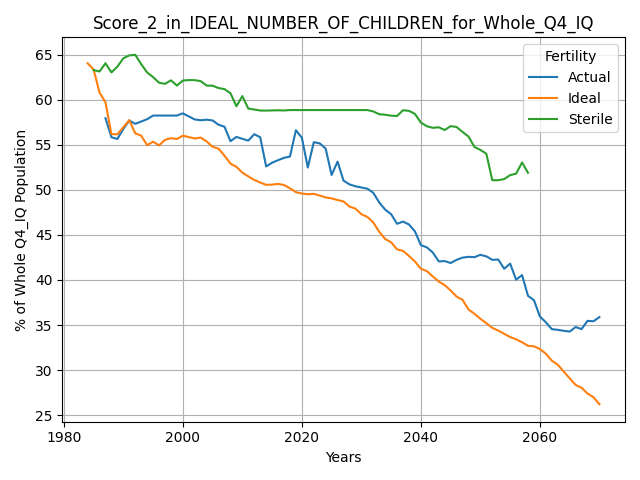 Score_2_in_IDEAL_NUMBER_OF_CHILDREN_for_Whole_Q4_IQ
Fertility
Actual
Ideal
Sterile
% of Whole Q4_IQ Population
65
60
55
50
45
40
35
30
25
1980
2000
2020
2040
2060
Years